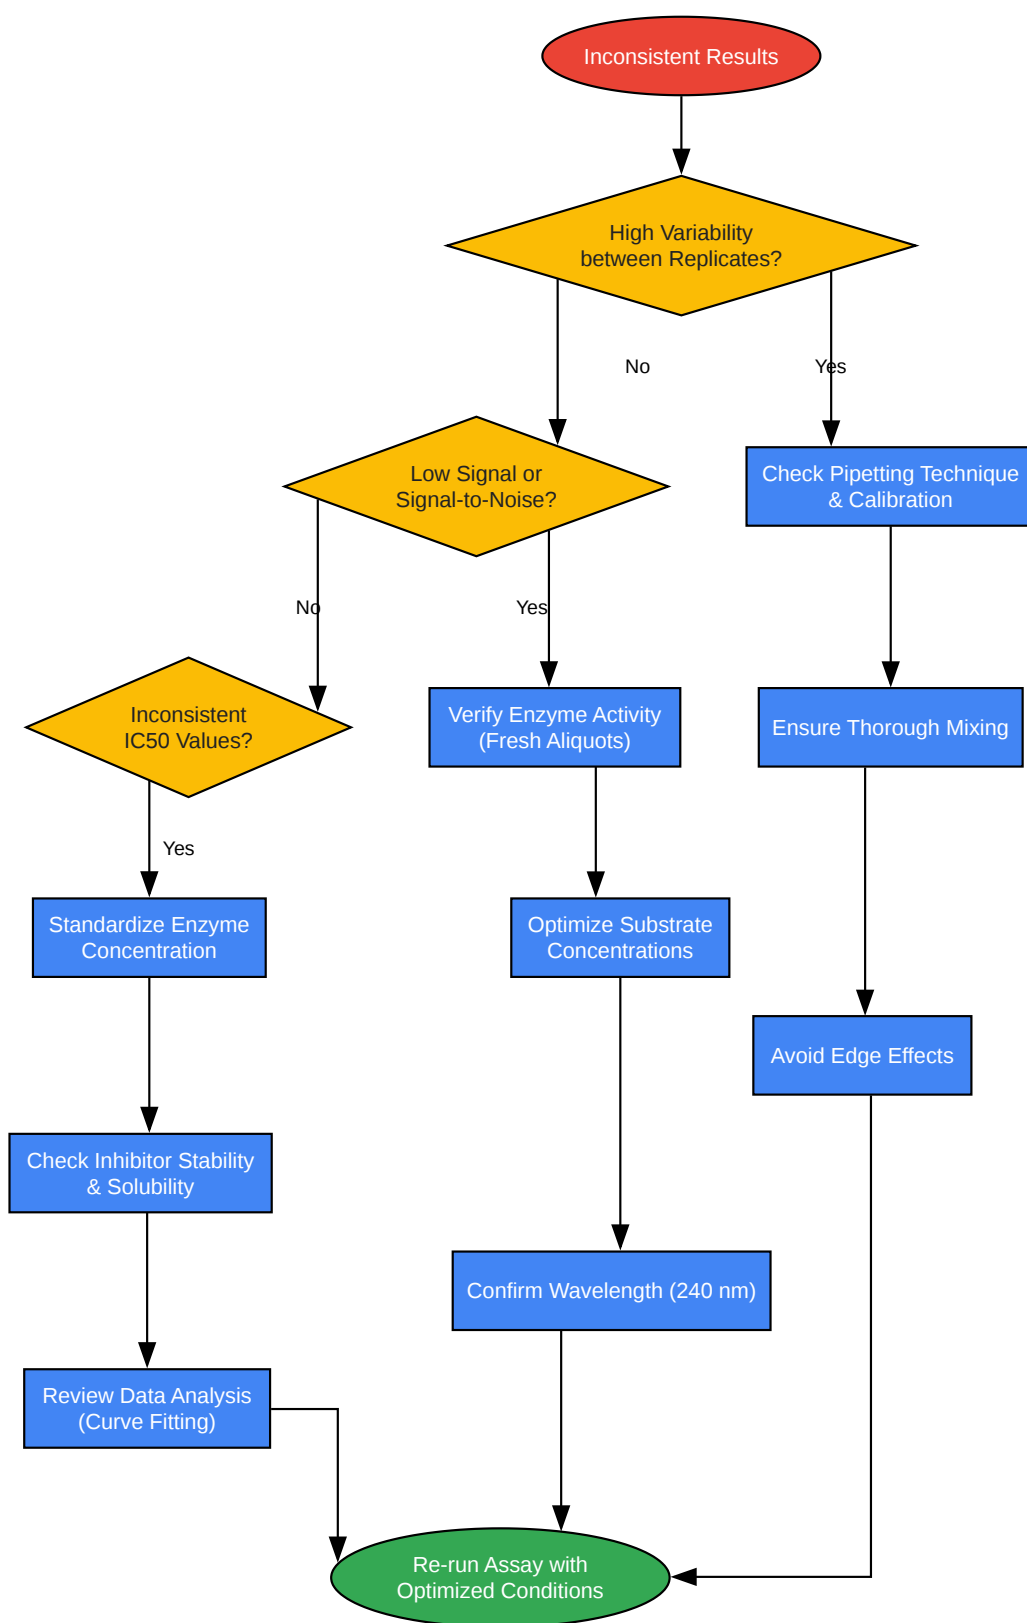 Inconsistent Results
High Variability
between Replicates?
No
Yes
Low Signal or
Signal-to-Noise?
Check Pipetting Technique
& Calibration
No
Yes
Inconsistent
IC50 Values?
Verify Enzyme Activity
(Fresh Aliquots)
Ensure Thorough Mixing
Yes
Standardize Enzyme
Concentration
Optimize Substrate
Concentrations
Avoid Edge Effects
Check Inhibitor Stability
& Solubility
Confirm Wavelength (240 nm)
Review Data Analysis
(Curve Fitting)
Re-run Assay with
Optimized Conditions